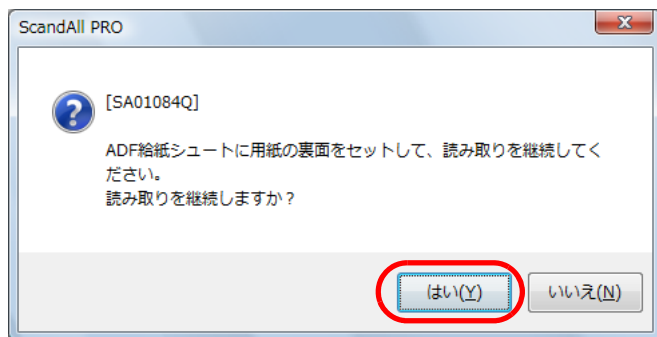 ScandAll PRO
[SA01084Q]
ADF給紙シュートに用紙の裏面をセットして、読み取りを継続してく
ださい。
読み取りを継続しますか？
はい(Y) いいえ(N)